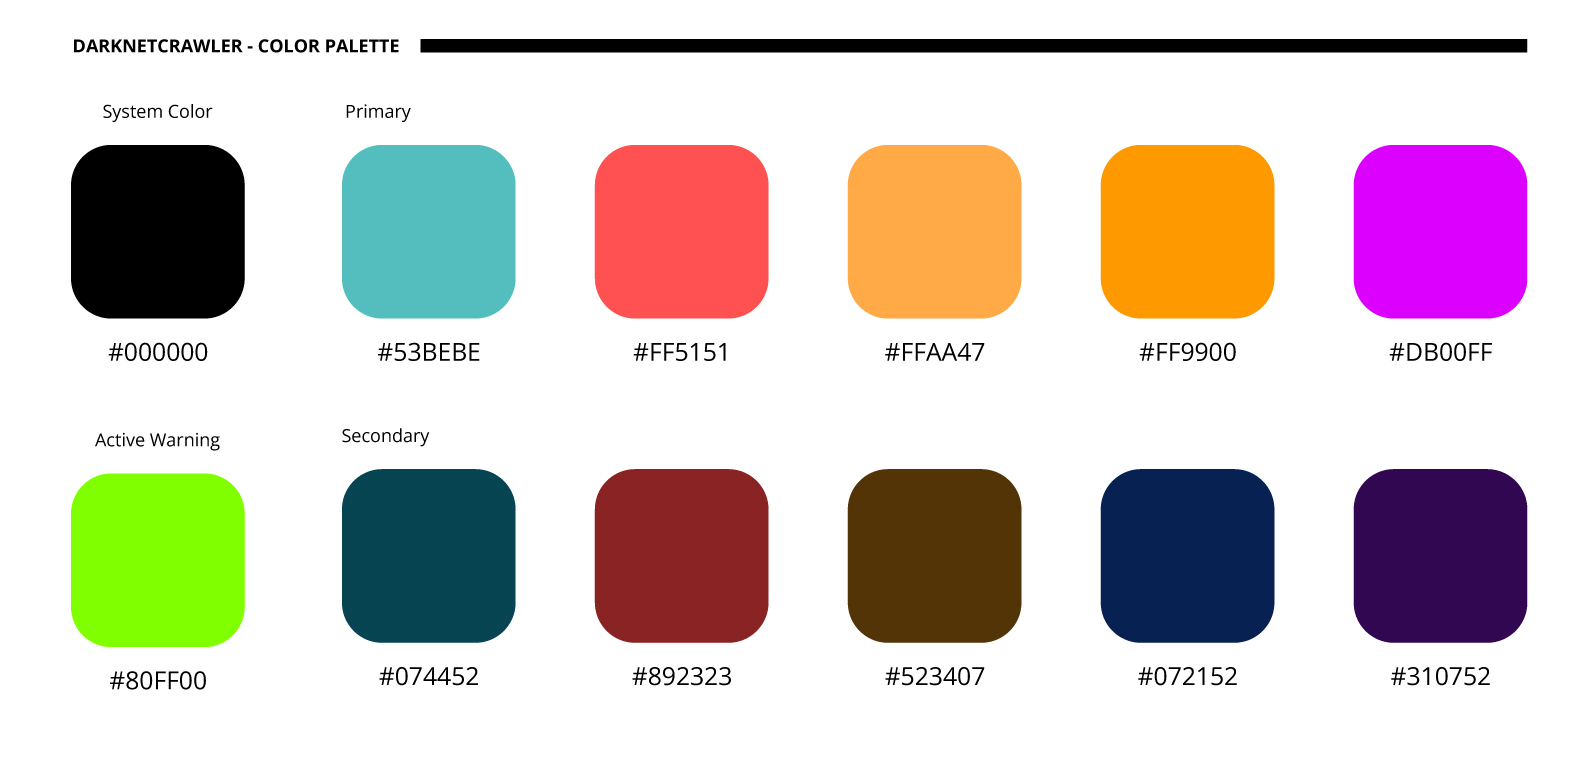 DARKNETCRAWLER - COLOR PALETTE
System Color
Primary
#000000
#53BEBE
#FF5151
#FFAA47
#FF9900
#DB00FF
Active Warning
Secondary
#80FF00
#074452
#892323
#523407
#072152
#310752